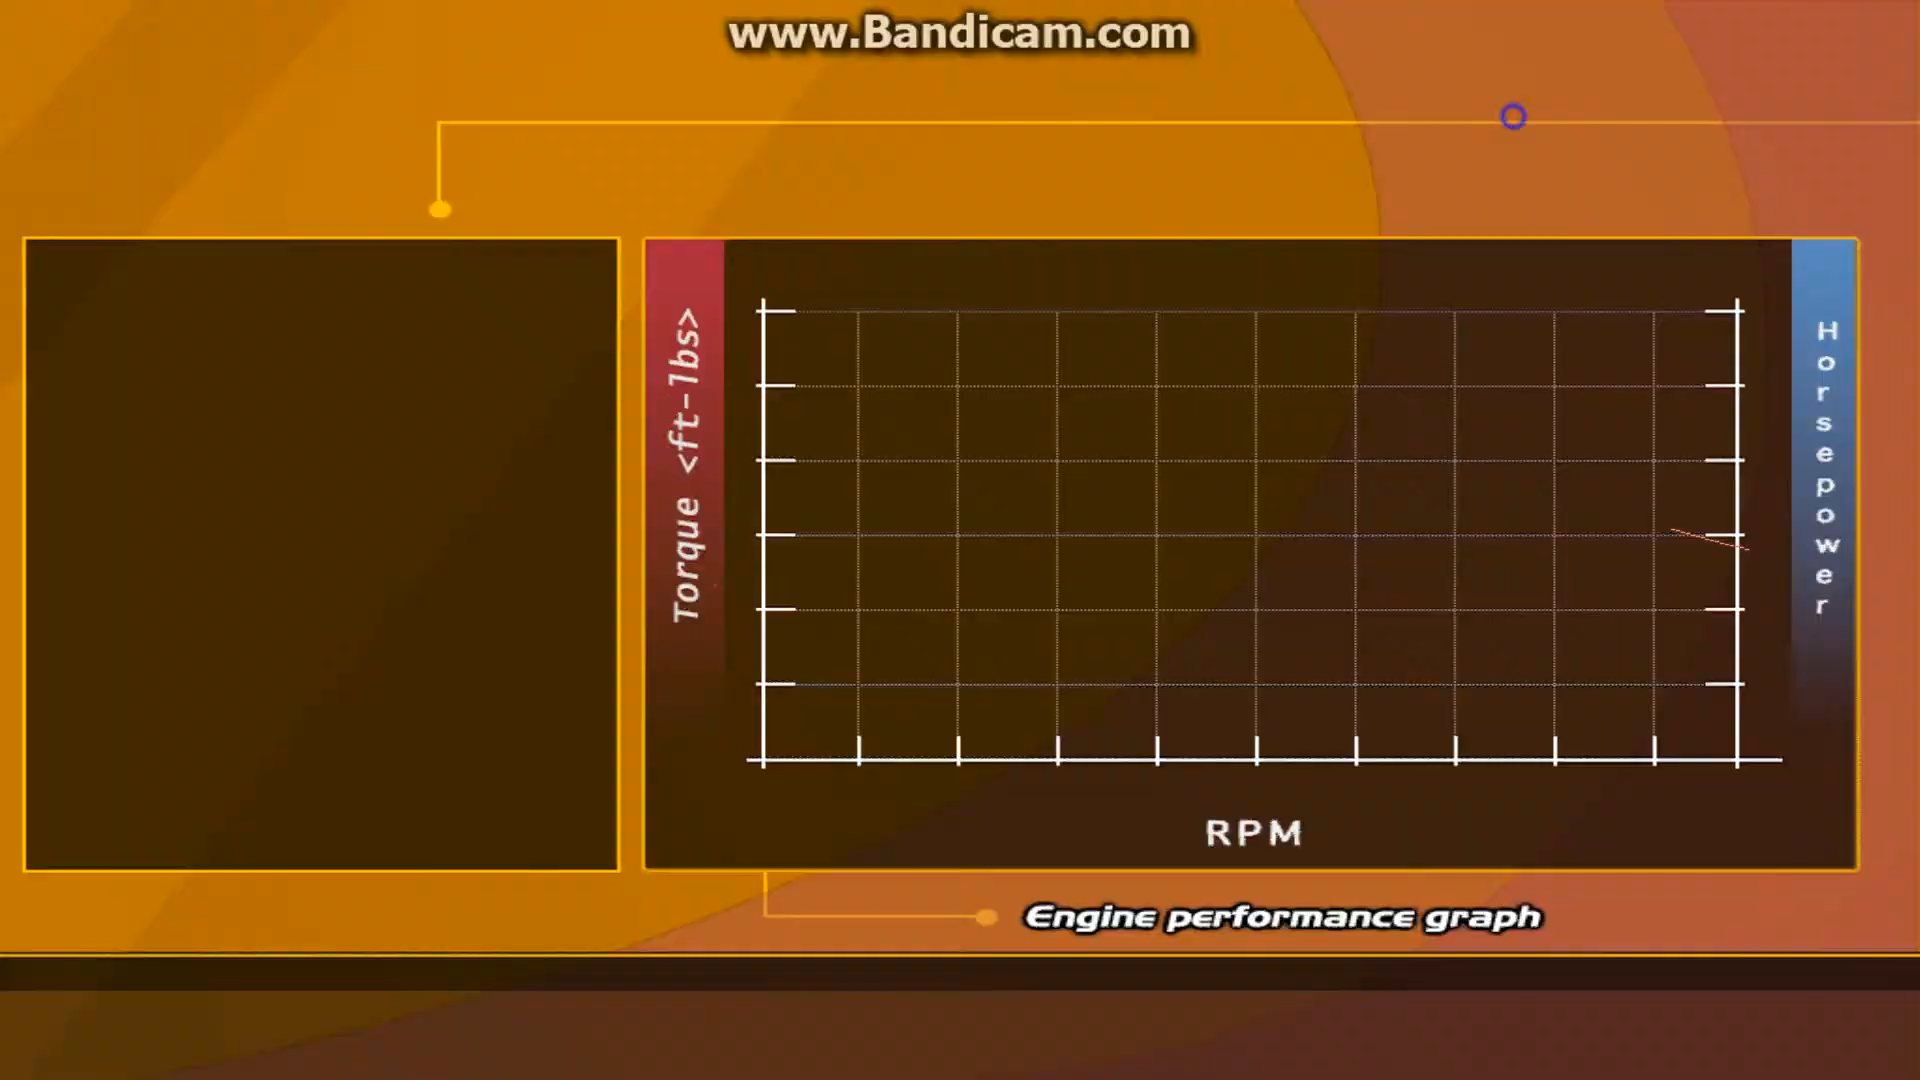 www.Bandicam.com
Torque <ft-lbs>
Horsepower
RPM
Engine performance graph